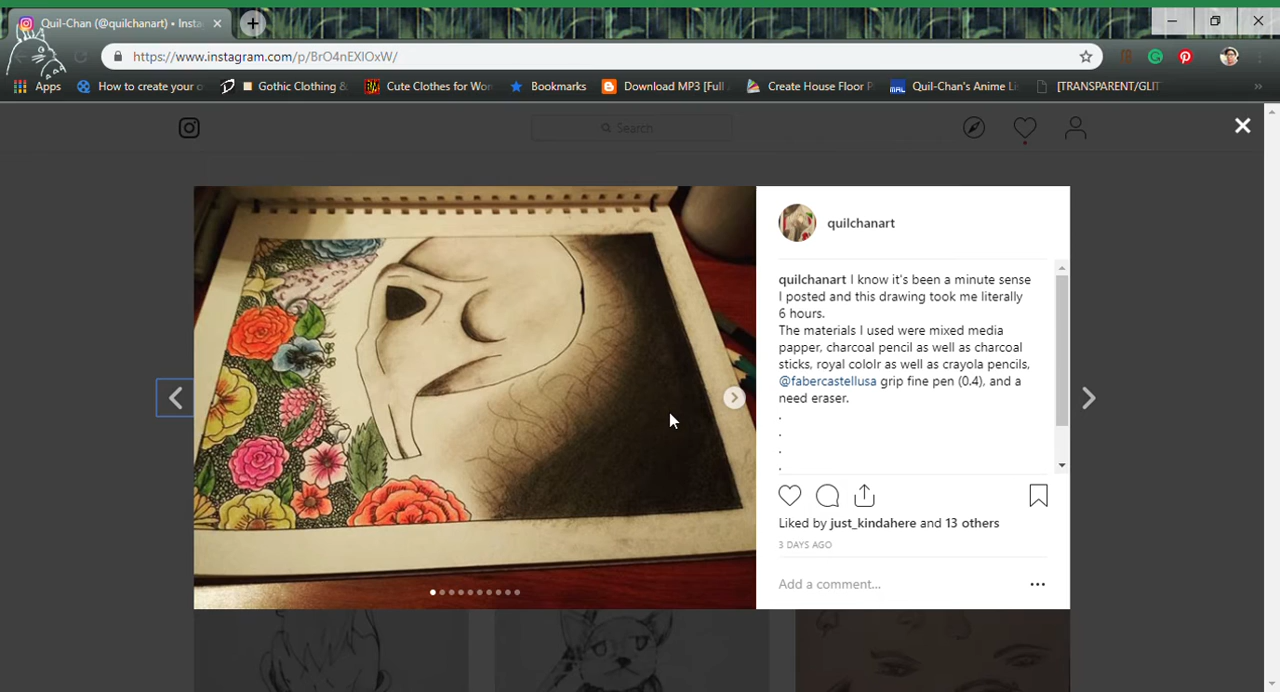 Quil-Chan (@quilchanart) • Insta
https://www.instagram.com/p/BrO4nEXlOxW/
Apps How to create your o Gothic Clothing & Cute Clothes for Wom Bookmarks Download MP3 [Full Create House Floor P Quil-Chan's Anime Li [TRANSPARENT/GLIT
Search
quilchanart
quilchanart I know it's been a minute sense
I posted and this drawing took me literally
6 hours.
The materials I used were mixed media
papper, charcoal pencil as well as charcoal
sticks, royal cololr as well as crayola pencils,
@fabercastellusa grip fine pen (0.4), and a
need eraser.
.
.
.
.
Liked by just_kindahere and 13 others
3 DAYS AGO
Add a comment...